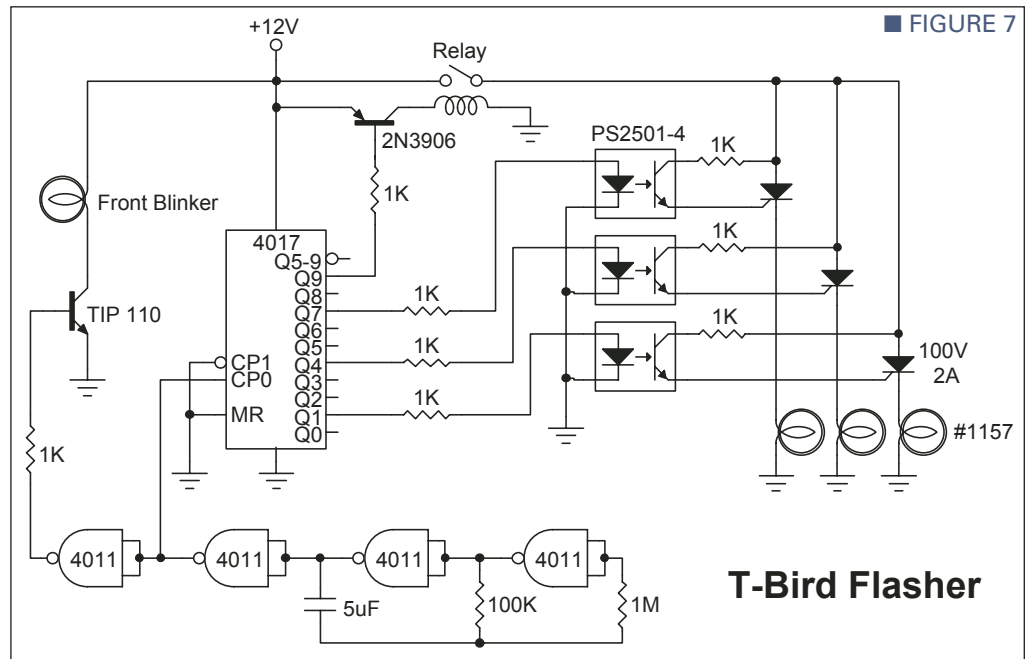 ■ FIGURE 7
+12V
Relay
2N3906
1K
PS2501-4
1K
Front Blinker
4017
Q5-9
Q9
Q8
Q7
Q6
Q5
Q4
Q3
Q2
Q1
Q0
CP1
CP0
MR
1K
1K
1K
1K
1K
TIP 110
100V
2A
#1157
1K
4011
4011
4011
4011
5uF
100K
1M
T-Bird Flasher